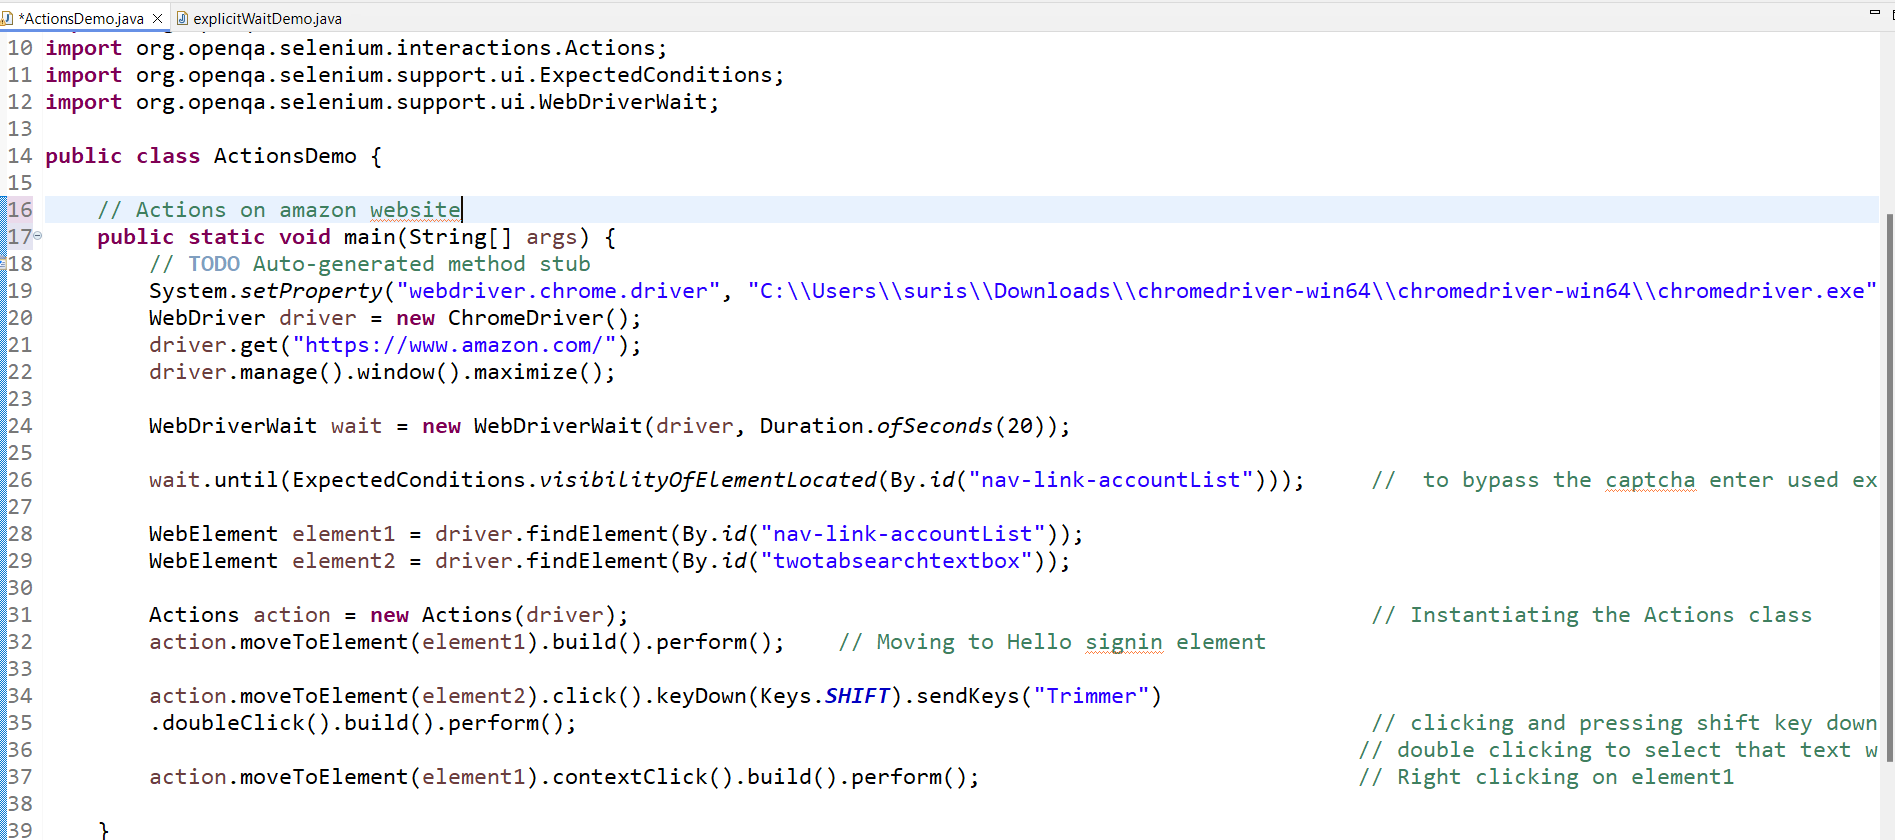 *ActionsDemo.java explicitWaitDemo.java
10 import org.openqa.selenium.interactions.Actions;
11 import org.openqa.selenium.support.ui.ExpectedConditions;
12 import org.openqa.selenium.support.ui.WebDriverWait;
13
14 public class ActionsDemo {
15
16 // Actions on amazon website
17 public static void main(String[] args) {
18 // TODO Auto-generated method stub
19 System.setProperty("webdriver.chrome.driver", "C:\\Users\\suris\\Downloads\\chromedriver-win64\\chromedriver-win64\\chromedriver.exe"
20 WebDriver driver = new ChromeDriver();
21 driver.get("https://www.amazon.com/");
22 driver.manage().window().maximize();
23
24 WebDriverWait wait = new WebDriverWait(driver, Duration.ofSeconds(20));
25
26 wait.until(ExpectedConditions.visibilityOfElementLocated(By.id("nav-link-accountList"))); // to bypass the captcha enter used ex
27
28 WebElement element1 = driver.findElement(By.id("nav-link-accountList"));
29 WebElement element2 = driver.findElement(By.id("twotabsearchtextbox"));
30
31 Actions action = new Actions(driver); // Instantiating the Actions class
32 action.moveToElement(element1).build().perform(); // Moving to Hello signin element
33
34 action.moveToElement(element2).click().keyDown(Keys.SHIFT).sendKeys("Trimmer")
35 .doubleClick().build().perform(); // clicking and pressing shift key down
36 // double clicking to select that text w
37 action.moveToElement(element1).contextClick().build().perform(); // Right clicking on element1
38
39 }